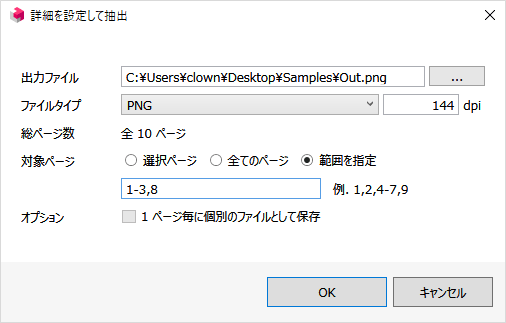 詳細を設定して抽出
出力ファイル C:¥Users¥clown¥Desktop¥Samples¥Out.png ...
ファイルタイプ PNG 144 dpi
総ページ数 全 10 ページ
対象ページ 選択ページ 全てのページ 範囲を指定
1-3,8 例. 1,2,4-7,9
オプション 1 ページ毎に個別のファイルとして保存
OK キャンセル